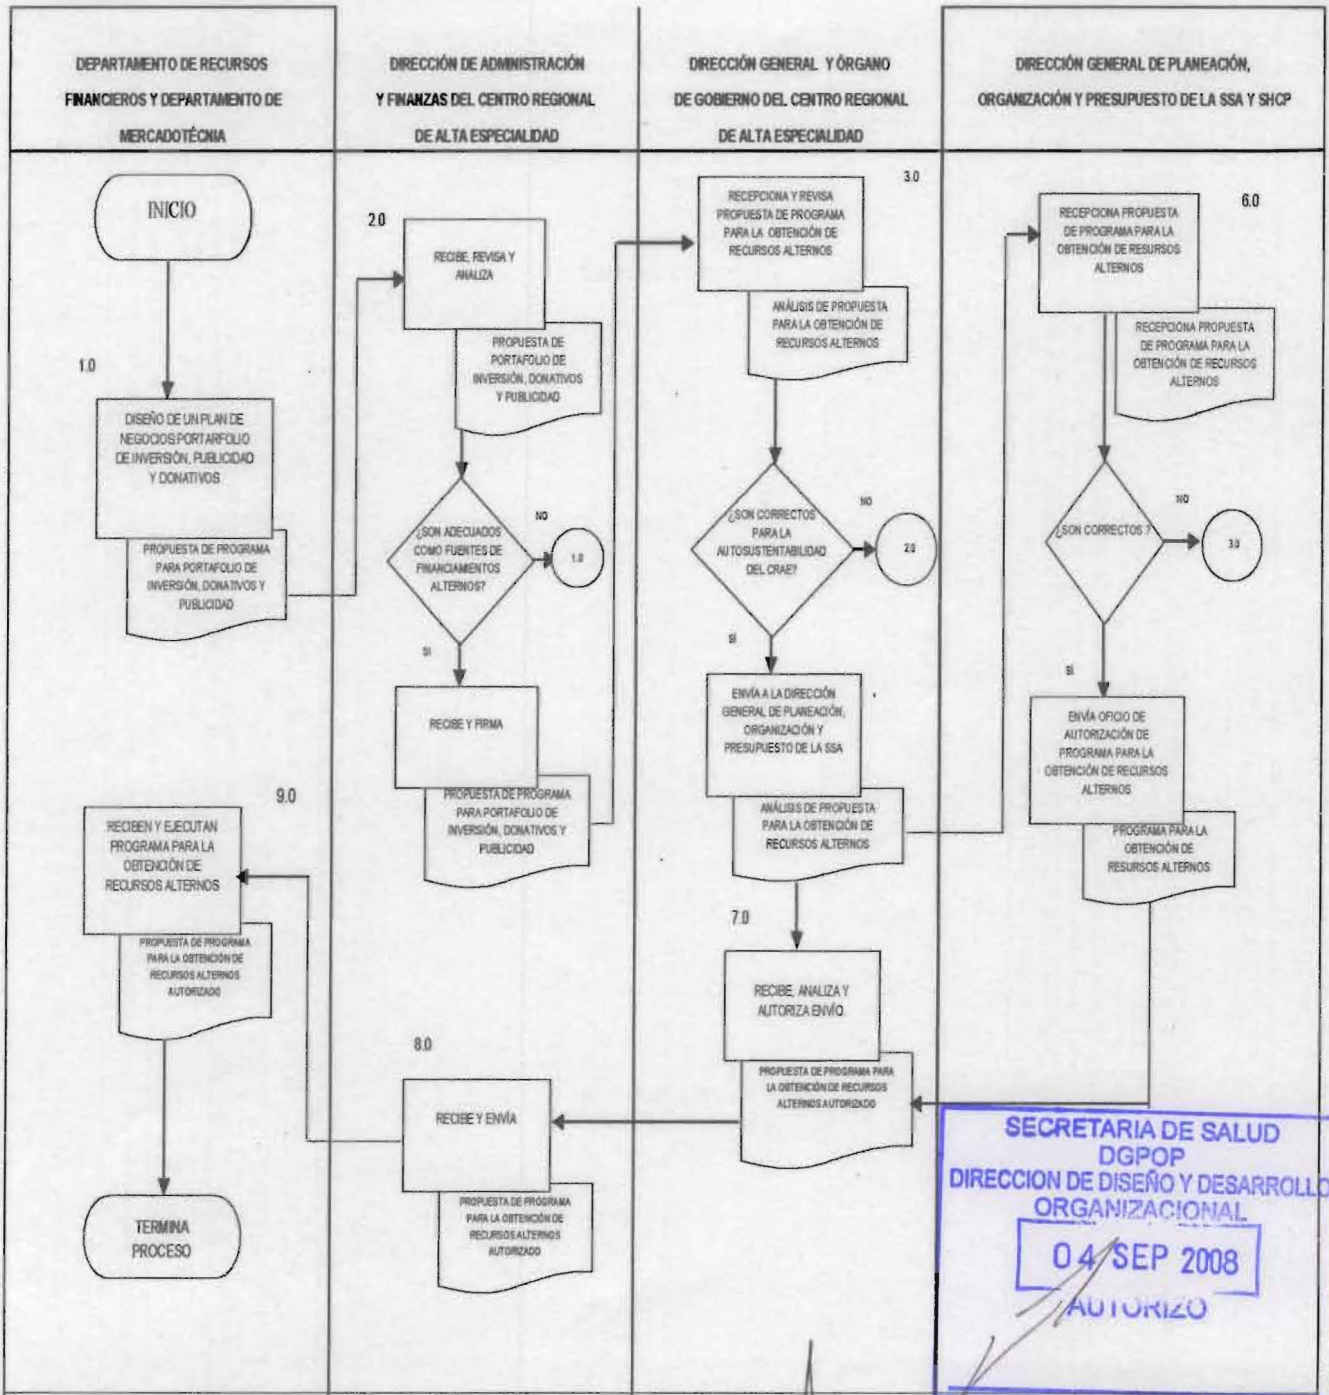 DEPARTAMENTO DE RECURSOS
FINANCIEROS Y DEPARTAMENTO DE
MERCADOTÉCNIA
DIRECCIÓN DE ADMINISTRACIÓN
Y FINANZAS DEL CENTRO REGIONAL
DE ALTA ESPECIALIDAD
DIRECCIÓN GENERAL Y ÓRGANO
DE GOBIERNO DEL CENTRO REGIONAL
DE ALTA ESPECIALIDAD
DIRECCIÓN GENERAL DE PLANEACIÓN,
ORGANIZACIÓN Y PRESUPUESTO DE LA SSA Y SHCP
INICIO
1.0
DISEÑO DE UN PLAN DE
NEGOCIOS:PORTARFOLIO
DE INVERSIÓN, PUBLICIDAD
Y DONATIVOS
PROPUESTA DE PROGRAMA
PARA PORTAFOLIO DE
INVERSIÓN, DONATIVOS Y
PUBLICIDAD
2.0
RECIBE, REVISA Y
ANALIZA
PROPUESTA DE
PORTAFOLIO DE
INVERSIÓN, DONATIVOS
Y PUBLICIDAD
¿SON ADECUADOS
COMO FUENTES DE
FINANCIAMIENTOS
ALTERNOS?
NO
1.0
SI
RECIBE Y FIRMA
PROPUESTA DE PROGRAMA
PARA PORTAFOLIO DE
INVERSIÓN, DONATIVOS Y
PUBLICIDAD
3.0
RECEPCIONA Y REVISA
PROPUESTA DE PROGRAMA
PARA LA OBTENCIÓN DE
RECURSOS ALTERNOS
ANÁLISIS DE PROPUESTA
PARA LA OBTENCIÓN DE
RECURSOS ALTERNOS
¿SON CORRECTOS
PARA LA
AUTOSUSTENTABILIDAD
DEL CRAE?
NO
2.0
SÍ
ENVÍA A LA DIRECCIÓN
GENERAL DE PLANEACIÓN,
ORGANIZACIÓN Y
PRESUPUESTO DE LA SSA
ANÁLISIS DE PROPUESTA
PARA LA OBTENCIÓN DE
RECURSOS ALTERNOS
6.0
RECEPCIONA PROPUESTA
DE PROGRAMA PARA LA
OBTENCIÓN DE RESURSOS
ALTERNOS
RECEPCIONA PROPUESTA
DE PROGRAMA PARA LA
OBTENCIÓN DE RECURSOS
ALTERNOS
¿SON CORRECTOS ?
NO
3.0
SÍ
ENVÍA OFICIO DE
AUTORIZACIÓN DE
PROGRAMA PARA LA
OBTENCIÓN DE RECURSOS
ALTERNOS
PROGRAMA PARA LA
OBTENCIÓN DE
RESURSOS ALTERNOS
7.0
RECIBE, ANALIZA Y
AUTORIZA ENVÍO
PROPUESTA DE PROGRAMA PARA
LA OBTENCIÓN DE RECURSOS
ALTERNOS AUTORIZADO
8.0
RECIBE Y ENVÍA
PROPUESTA DE PROGRAMA
PARA LA OBTENCIÓN DE
RECURSOS ALTERNOS
AUTORIZADO
9.0
RECIBEN Y EJECUTAN
PROGRAMA PARA LA
OBTENCIÓN DE
RECURSOS ALTERNOS
PROPUESTA DE PROGRAMA
PARA LA OBTENCIÓN DE
RECURSOS ALTERNOS
AUTORIZADO
TERMINA
PROCESO
SECRETARIA DE SALUD
DGPOP
DIRECCION DE DISEÑO Y DESARROLLO
ORGANIZACIONAL
04 SEP 2008
AUTORIZO